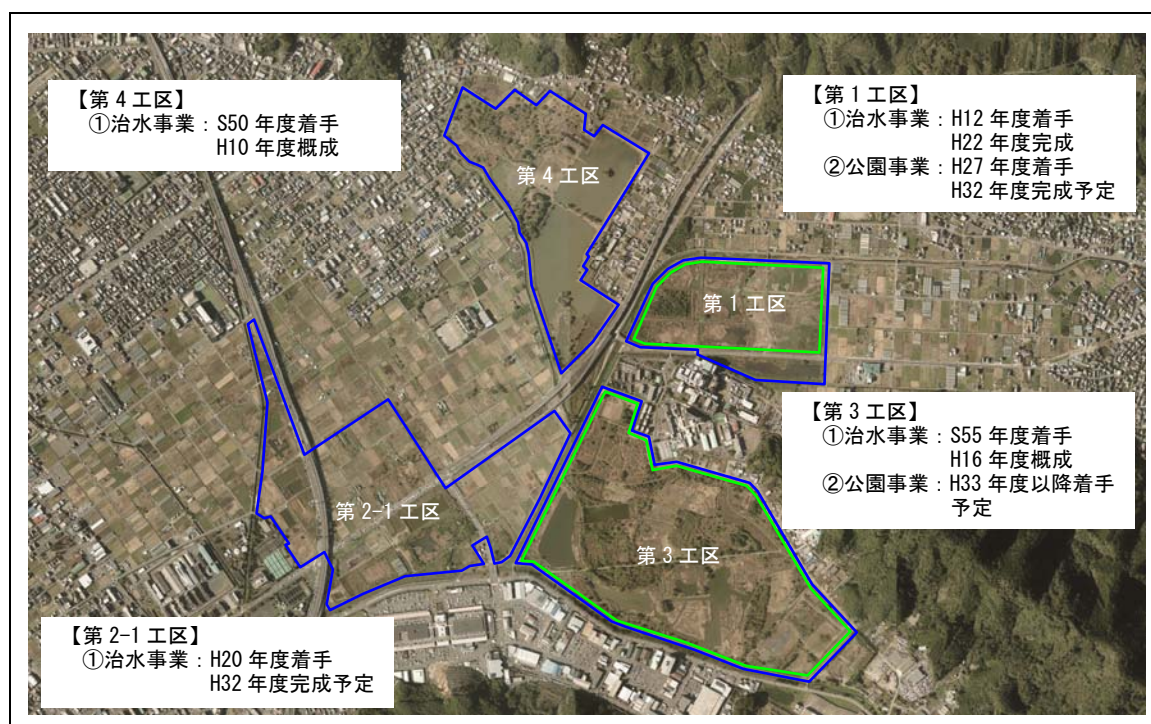 【第4工区】
①治水事業：S50年度着手
H10年度概成
【第1工区】
①治水事業：H12年度着手
H22年度完成
②公園事業：H27年度着手
H32年度完成予定
第4工区
第1工区
【第3工区】
①治水事業：S55年度着手
H16年度概成
②公園事業：H33年度以降着手
予定
第2-1工区
第3工区
【第2-1工区】
①治水事業：H20年度着手
H32年度完成予定